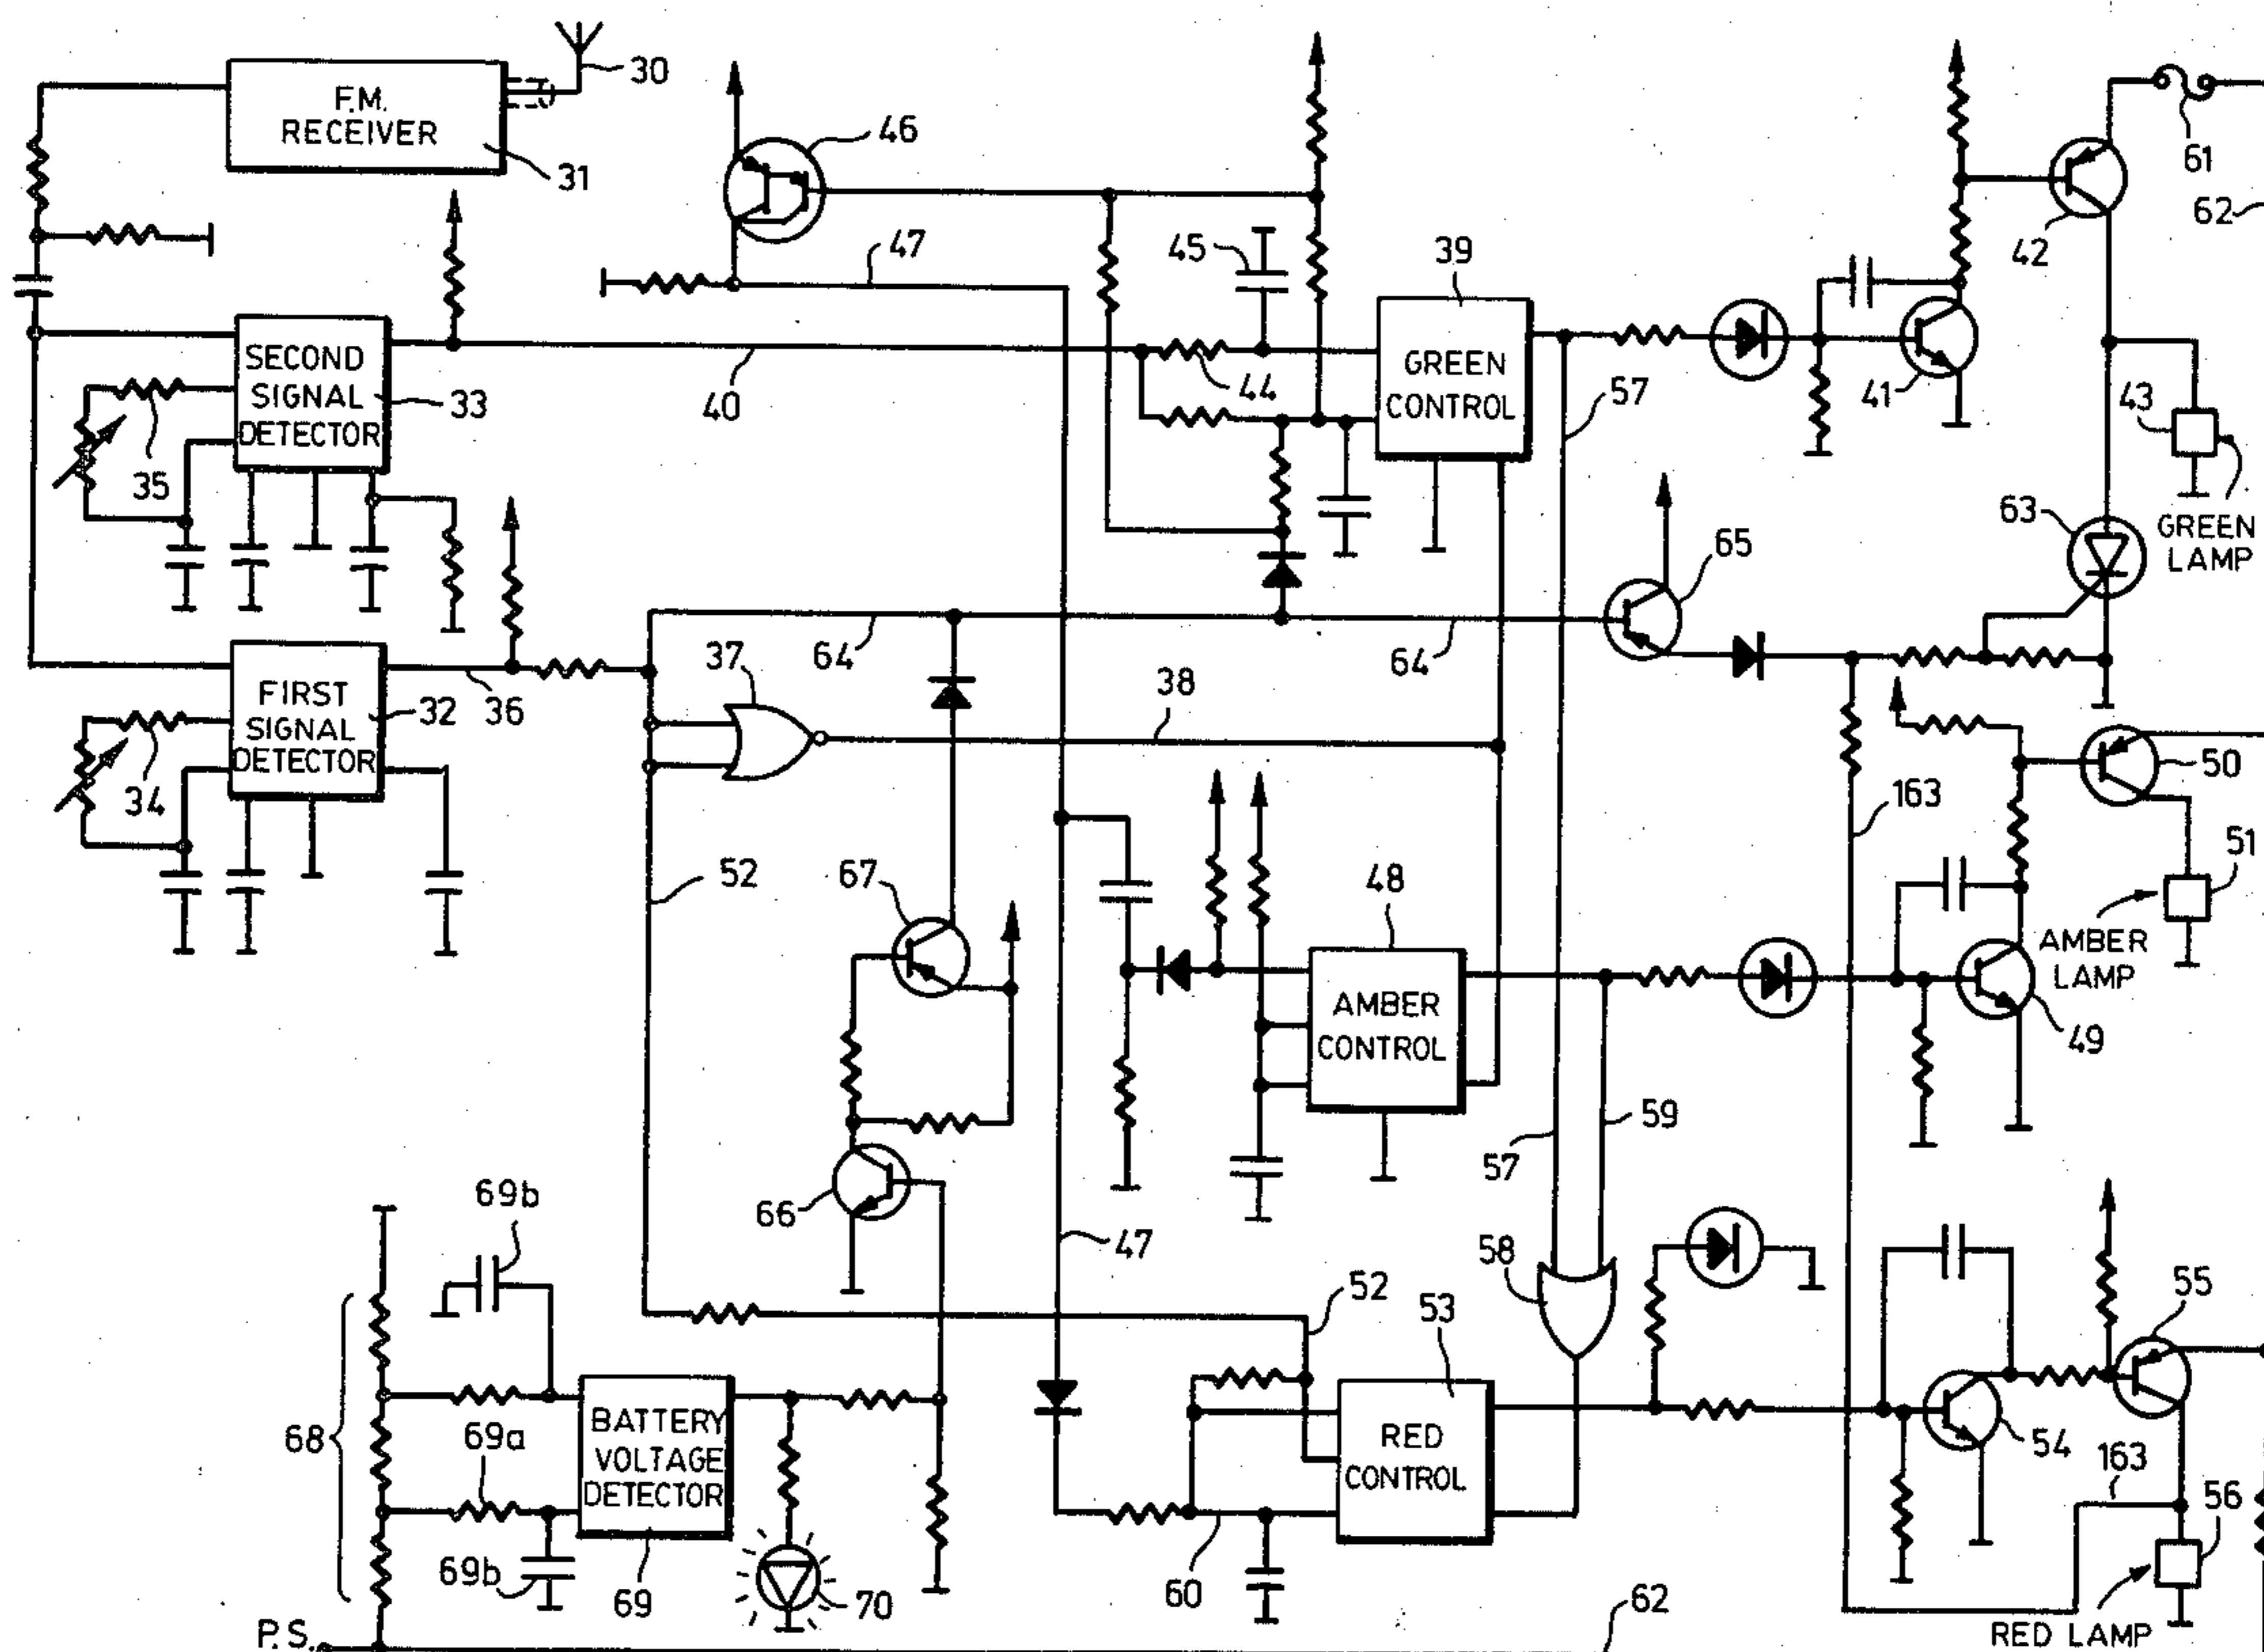 F.M.
RECEIVER
30
31
46
61
62
42
47
45
39
SECOND
SIGNAL
DETECTOR
33
35
40
44
GREEN
CONTROL
57
41
43
63
GREEN
LAMP
65
64
64
37
38
FIRST
SIGNAL
DETECTOR
32
36
34
163
50
51
52
67
48
AMBER
CONTROL
AMBER
LAMP
49
59
57
66
69b
47
58
52
53
55
68
69a
BATTERY
VOLTAGE
DETECTOR
RED
CONTROL
54
163
56
69b
69
70
60
62
P.S.
RED LAMP